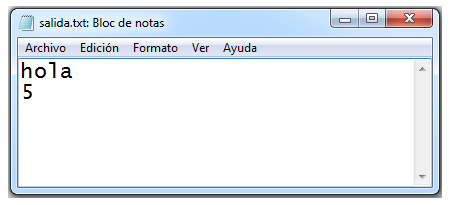 salida.txt: Bloc de notas
Archivo Edición Formato Ver Ayuda
hola
5